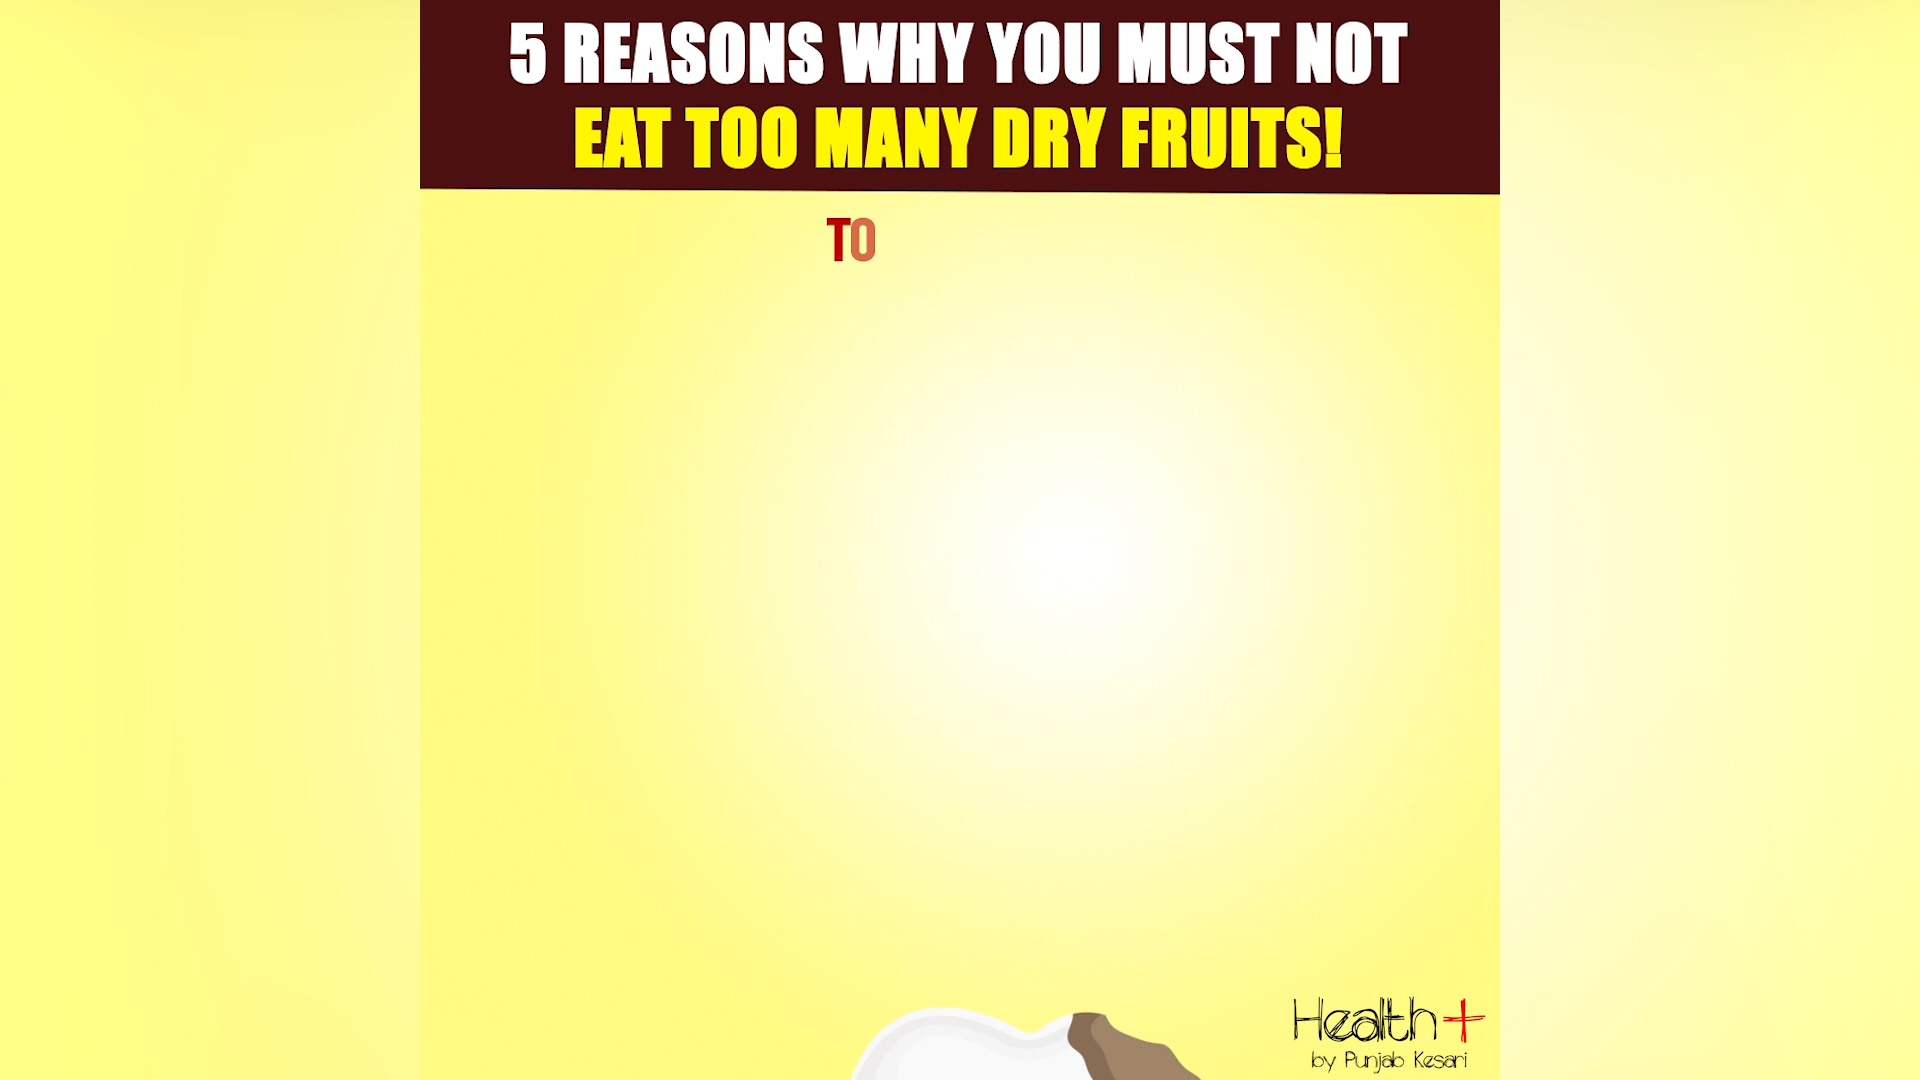 5 REASONS WHY YOU MUST NOT
EAT TOO MANY DRY FRUITS!
TO
Health+
by Punjab Kesari